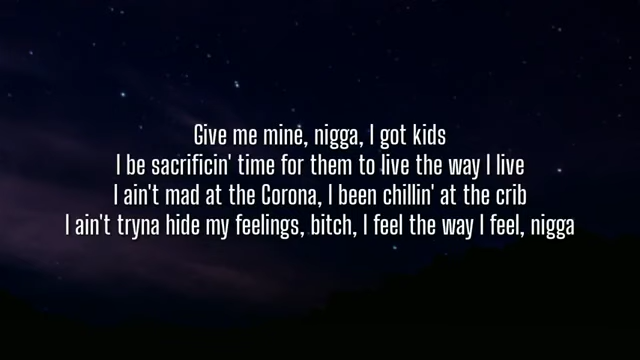 Give me mine, nigga, I got kids
I be sacrificin' time for them to live the way I live
I ain't mad at the Corona, I been chillin' at the crib
I ain't tryna hide my feelings, bitch, I feel the way I feel, nigga